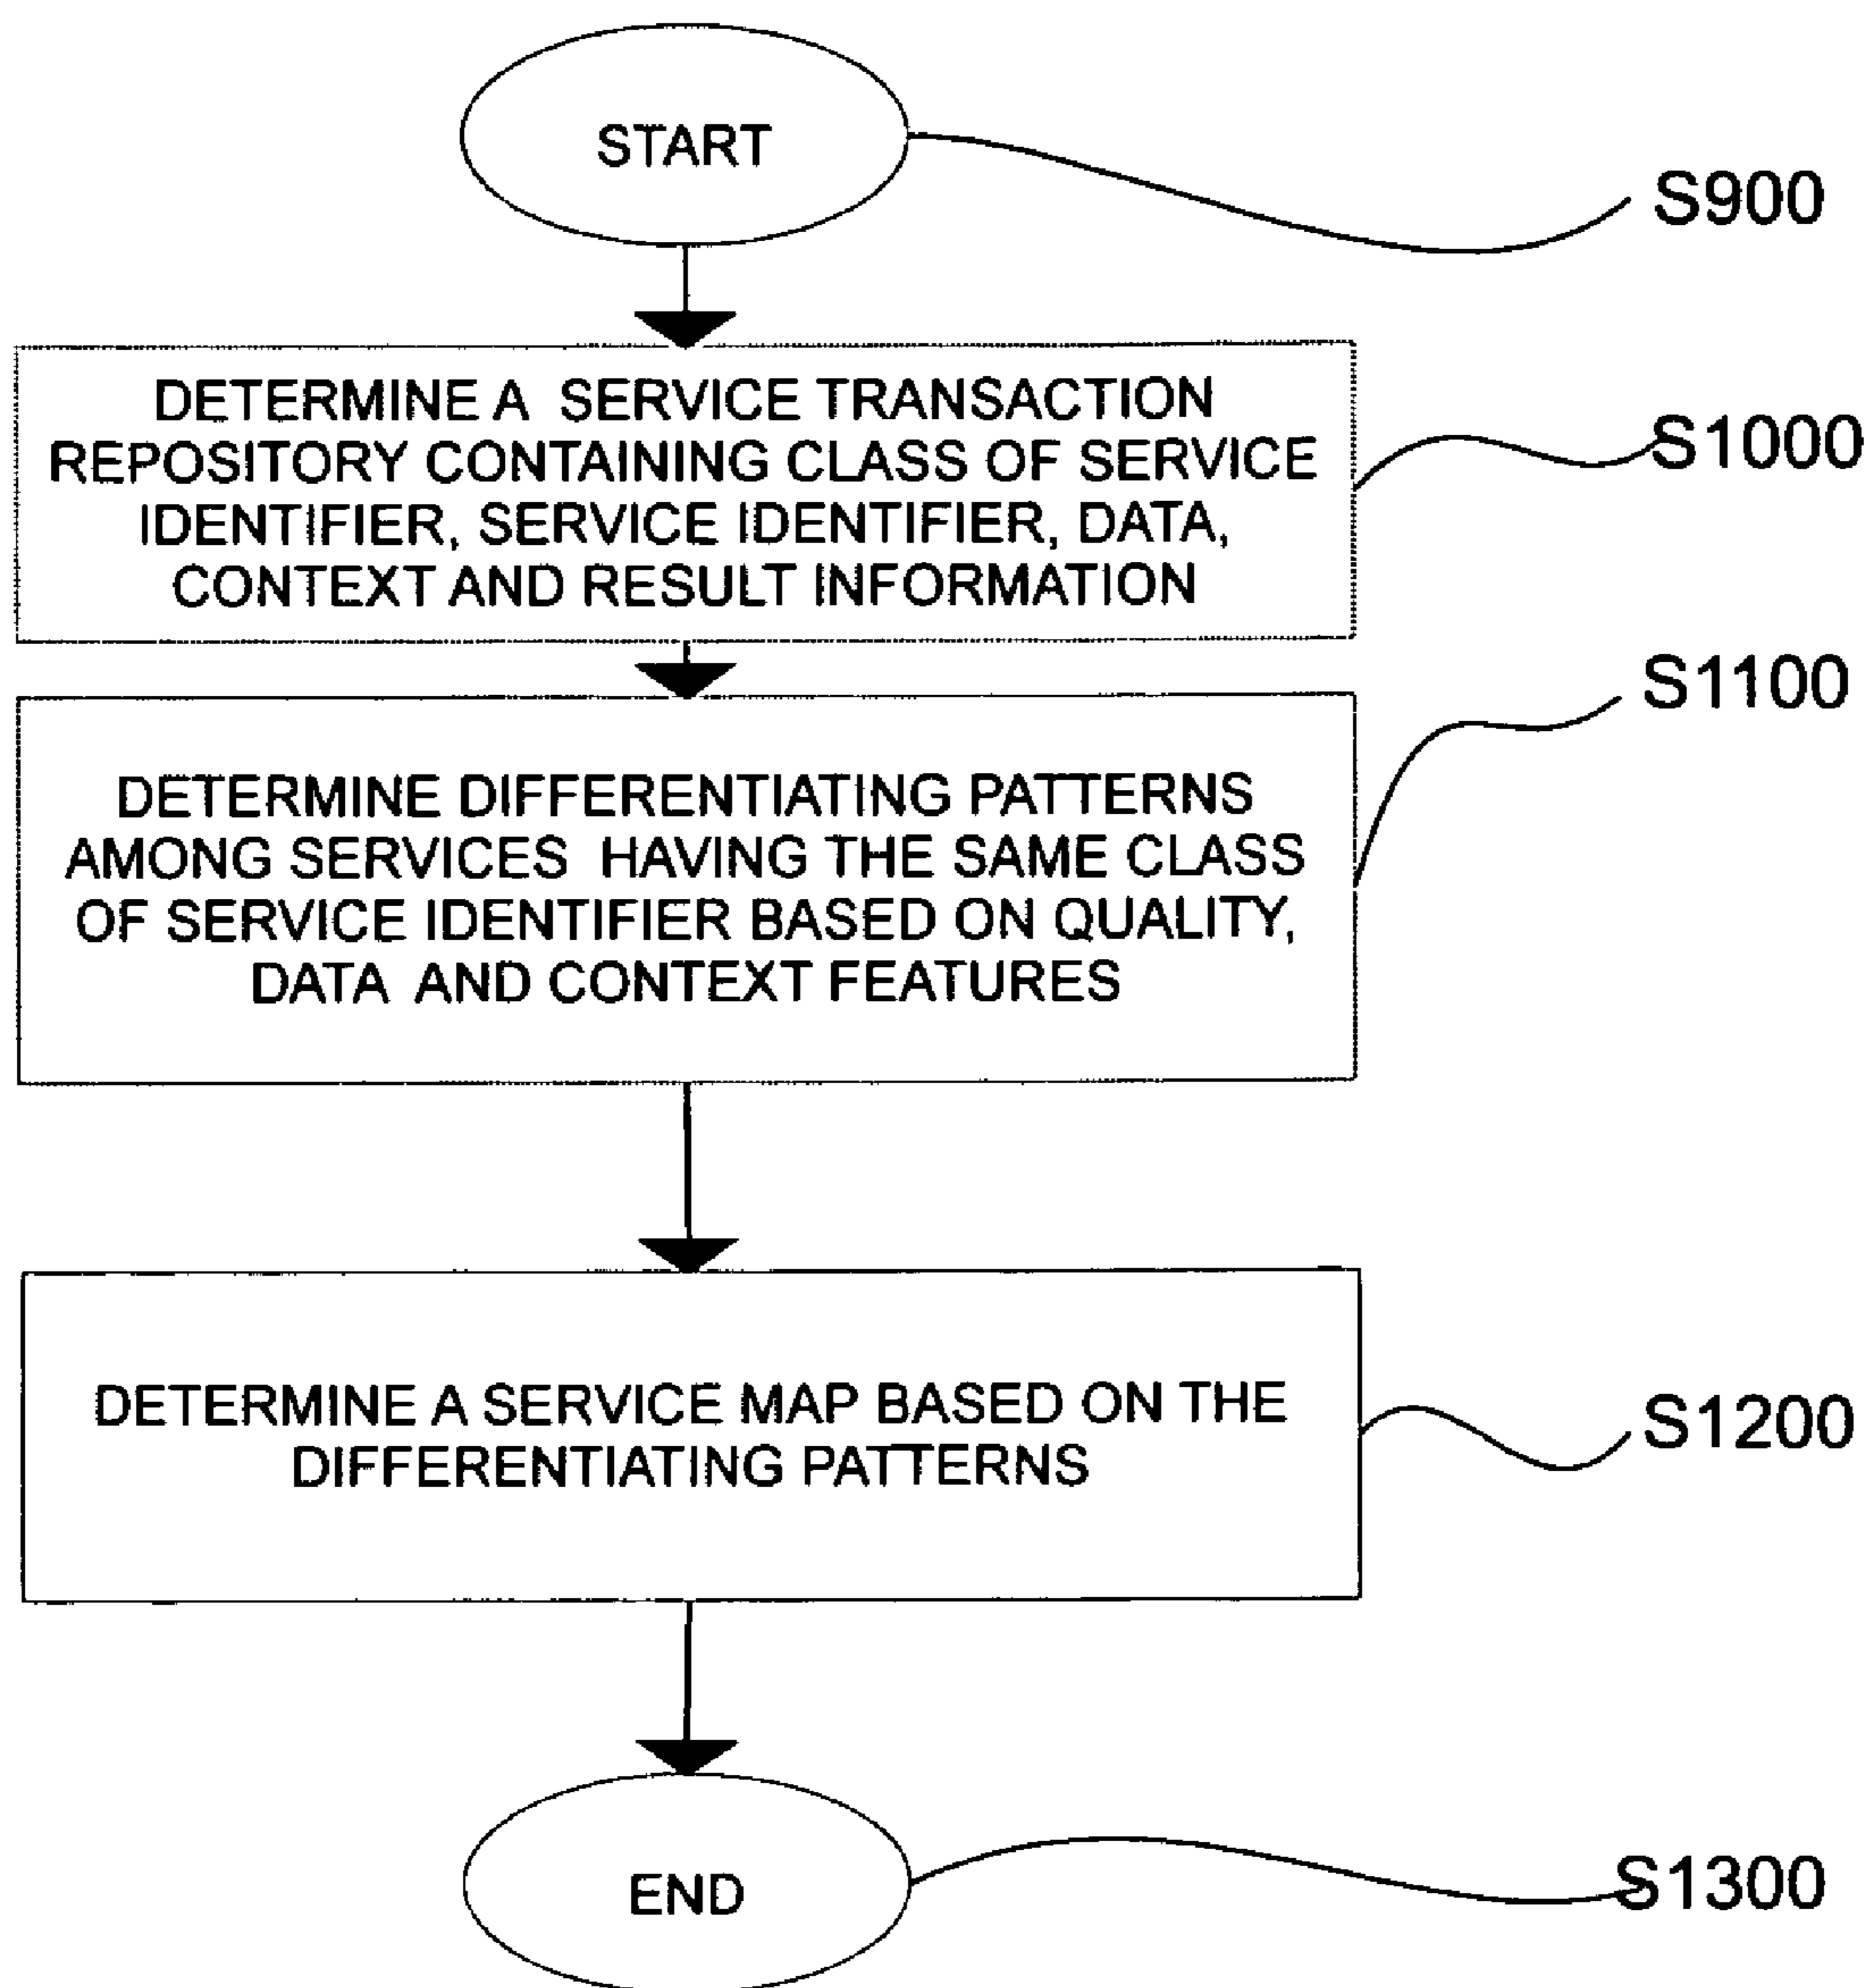 START
S900
DETERMINE A SERVICE TRANSACTION
REPOSITORY CONTAINING CLASS OF SERVICE
IDENTIFIER, SERVICE IDENTIFIER, DATA,
CONTEXT AND RESULT INFORMATION
S1000
S1100
DETERMINE DIFFERENTIATING PATTERNS
AMONG SERVICES HAVING THE SAME CLASS
OF SERVICE IDENTIFIER BASED ON QUALITY,
DATA AND CONTEXT FEATURES
DETERMINE A SERVICE MAP BASED ON THE
DIFFERENTIATING PATTERNS
S1200
END
S1300